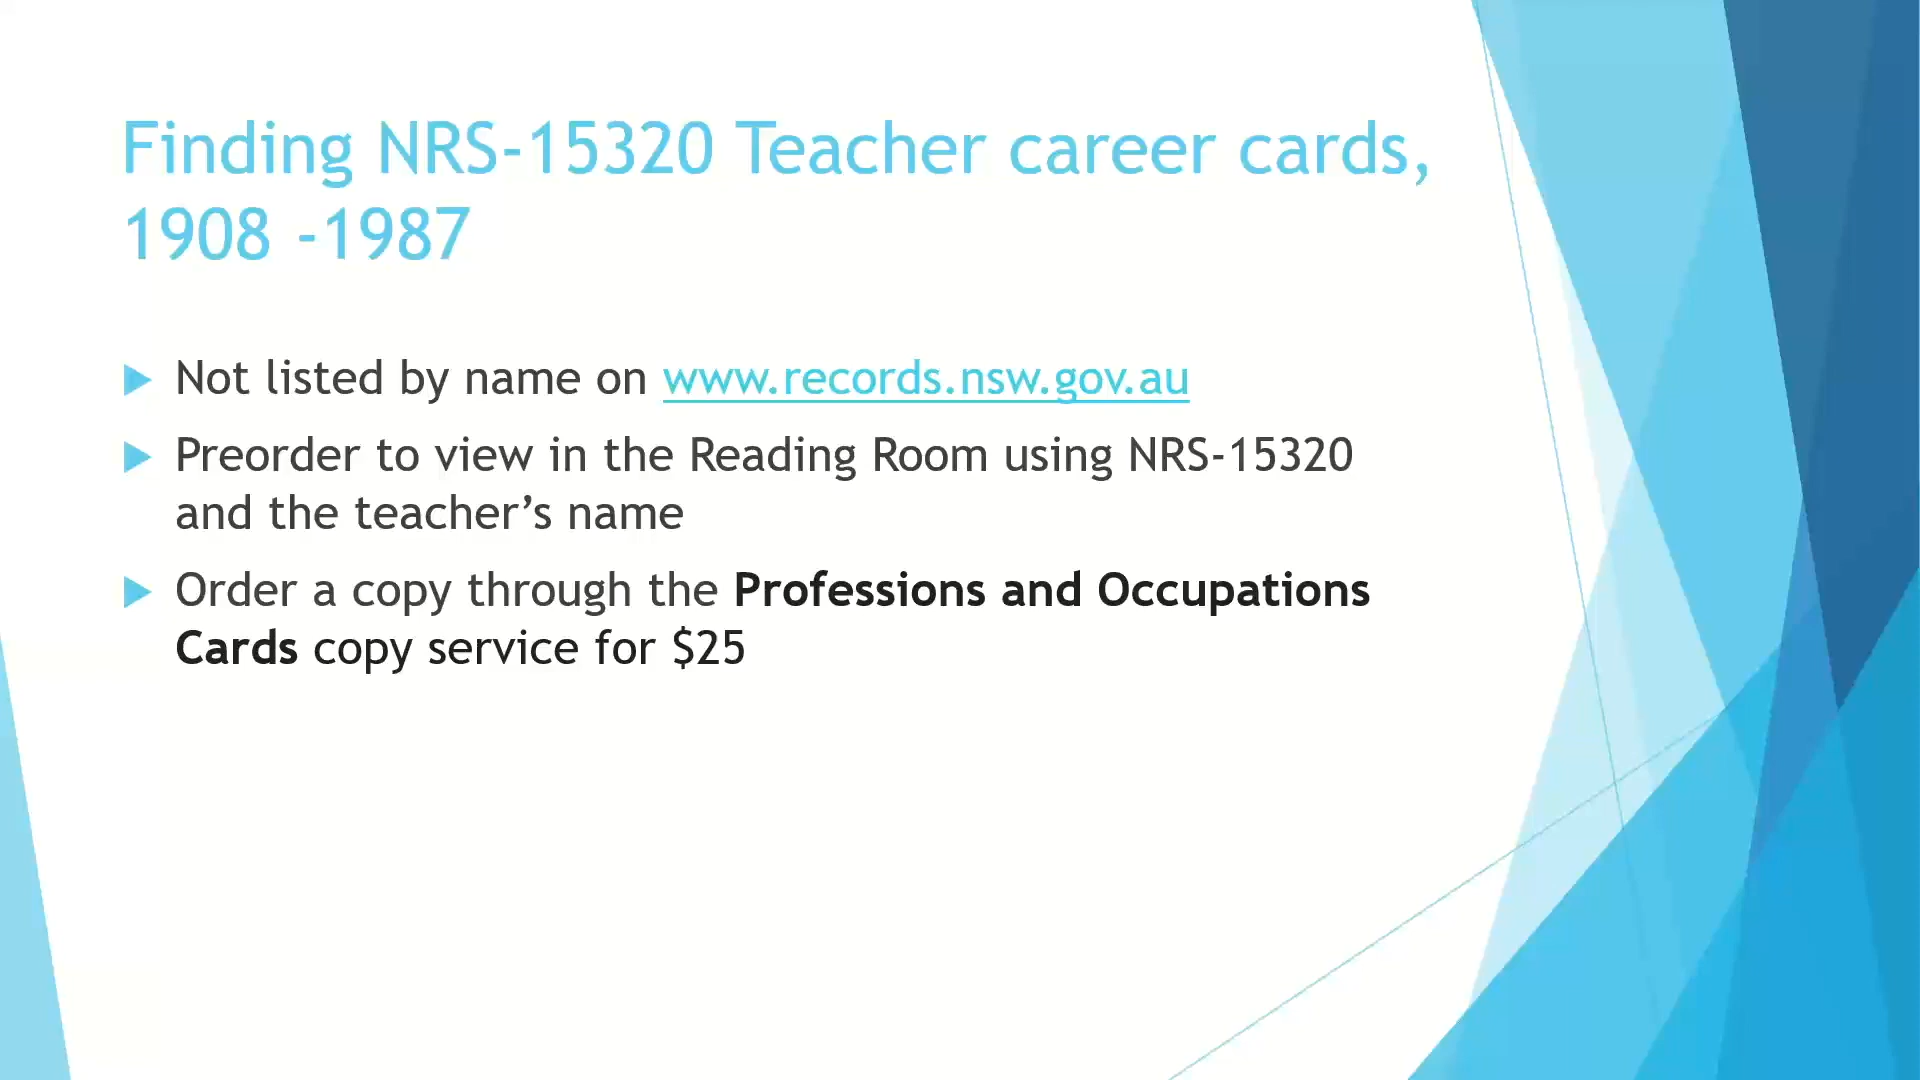 Finding NRS-15320 Teacher career cards,
1908 -1987
Not listed by name on www.records.nsw.gov.au
Preorder to view in the Reading Room using NRS-15320
and the teacher’s name
Order a copy through the Professions and Occupations
Cards copy service for $25